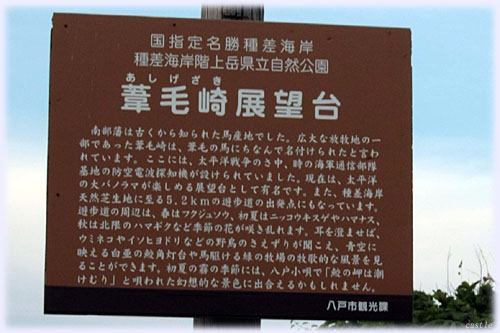 国指定名勝種差海岸
種差海岸階上岳県立自然公園
あしげざき
葦毛崎展望台
南部藩は古くから知られた馬産地でした。広大な放牧地の一
部であった葦毛崎は、葦毛の馬にちなんで名付けられたと言わ
れています。ここには、太平洋戦争のさ中、時の海軍通信部隊
基地の防空電波探知機が設けられていました。現在は、太平洋
の大パノラマが楽しめる展望台として有名です。また、種差海岸
天然芝生地に至る5.2kmの遊歩道の出発点にもなっています。
遊歩道の周辺は、春はフクジュソウ、初夏はニッコウキスゲやハマナス、
秋は北限のハマギクなど季節の花が咲き乱れます。耳を澄ませば、
ウミネコやイソヒヨドリなどの野鳥のさえずりが聞こえ、青空に
映える白亜の鮫角灯台や馬駆ける緑の牧場の牧歌的な風景を見
ることができます。初夏の霧の季節には、八戸小唄で「鮫の岬は潮
けむり」と唄われた幻想的な景色に出合えるかもしれません。
八戸市観光課
castle